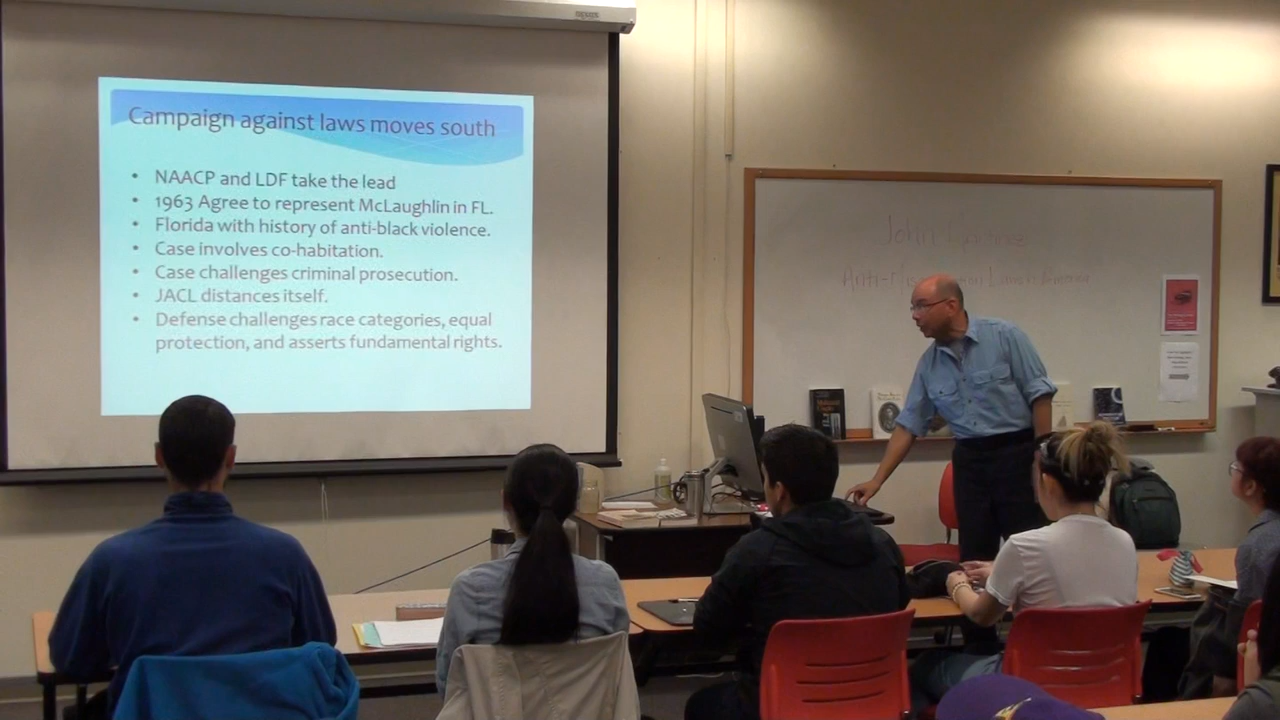 Campaign against laws moves south
• NAACP and LDF take the lead
• 1963 Agree to represent McLaughlin in FL.
• Florida with history of anti-black violence.
• Case involves co-habitation.
• Case challenges criminal prosecution.
• JACL distances itself.
• Defense challenges race categories, equal
protection, and asserts fundamental rights.
John